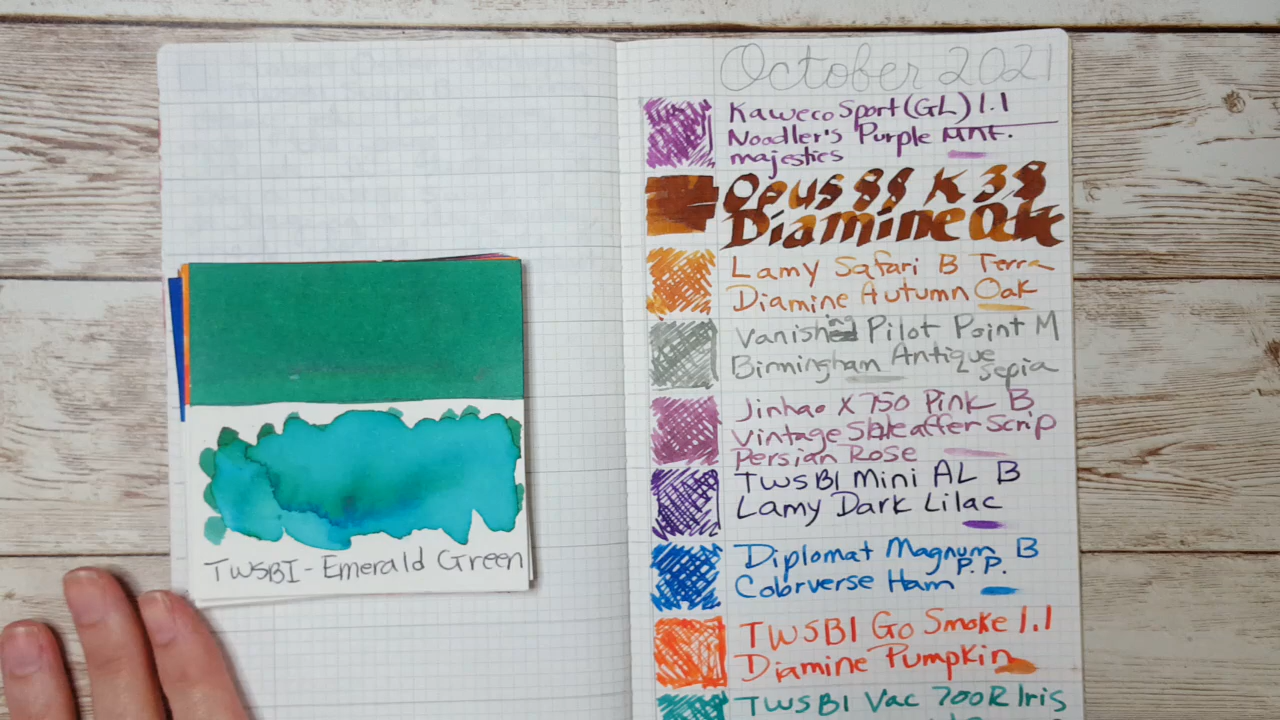 TWSBI - Emerald Green
October 2021
Kaweco Sport (GL) 1.1
Noodler's Purple
majestics
Opus 88 K 38
Diamine Oak
Lamy Safari B Terra
Diamine Autumn Oak
Vanish Pilot Point M
Birmingham Antique
Sepia
Jinhao X750 Pink B
Vintage Sheaffer Scrip
Persian Rose
TWSBI Mini AL B
Lamy Dark Lilac
Diplomat Magnum B
P.P.
Colorverse Ham
TWSBI Go Smoke 1.1
Diamine Pumpkin
TWSBI Vac 700R Iris